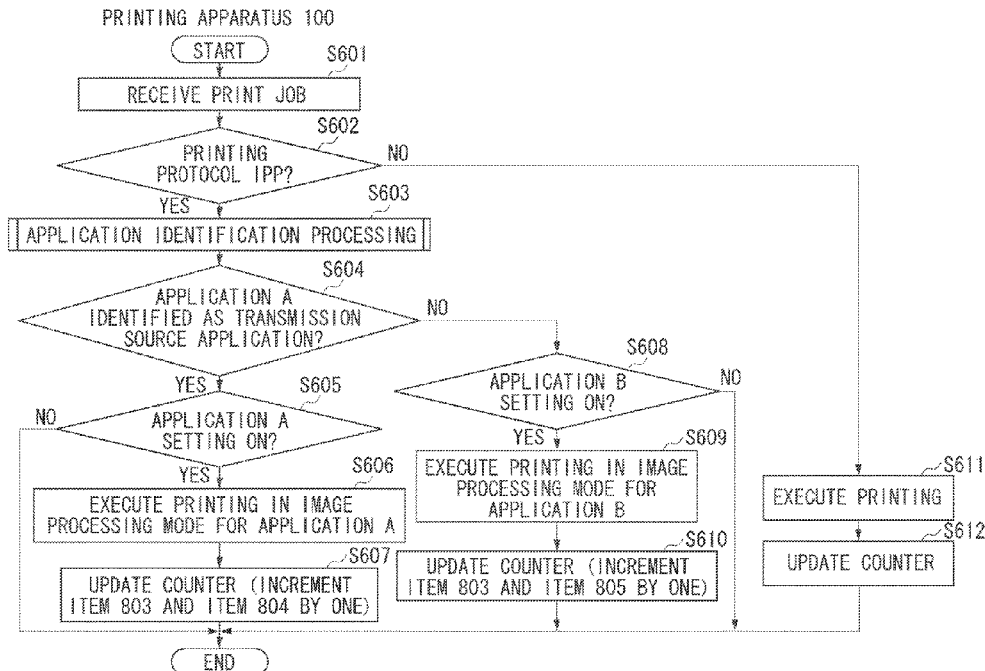 PRINTING APPARATUS 100
START
S601
RECEIVE PRINT JOB
S602
PRINTING
PROTOCOL IPP?
NO
YES
S603
APPLICATION IDENTIFICATION PROCESSING
S604
APPLICATION A
IDENTIFIED AS TRANSMISSION
SOURCE APPLICATION?
NO
YES
S605
APPLICATION A
SETTING ON?
NO
YES
S606
EXECUTE PRINTING IN IMAGE
PROCESSING MODE FOR APPLICATION A
S607
UPDATE COUNTER (INCREMENT
ITEM 803 AND ITEM 804 BY ONE)
S608
APPLICATION B
SETTING ON?
NO
YES
S609
EXECUTE PRINTING IN IMAGE
PROCESSING MODE FOR
APPLICATION B
S610
UPDATE COUNTER (INCREMENT
ITEM 803 AND ITEM 805 BY ONE)
S611
EXECUTE PRINTING
S612
UPDATE COUNTER
END